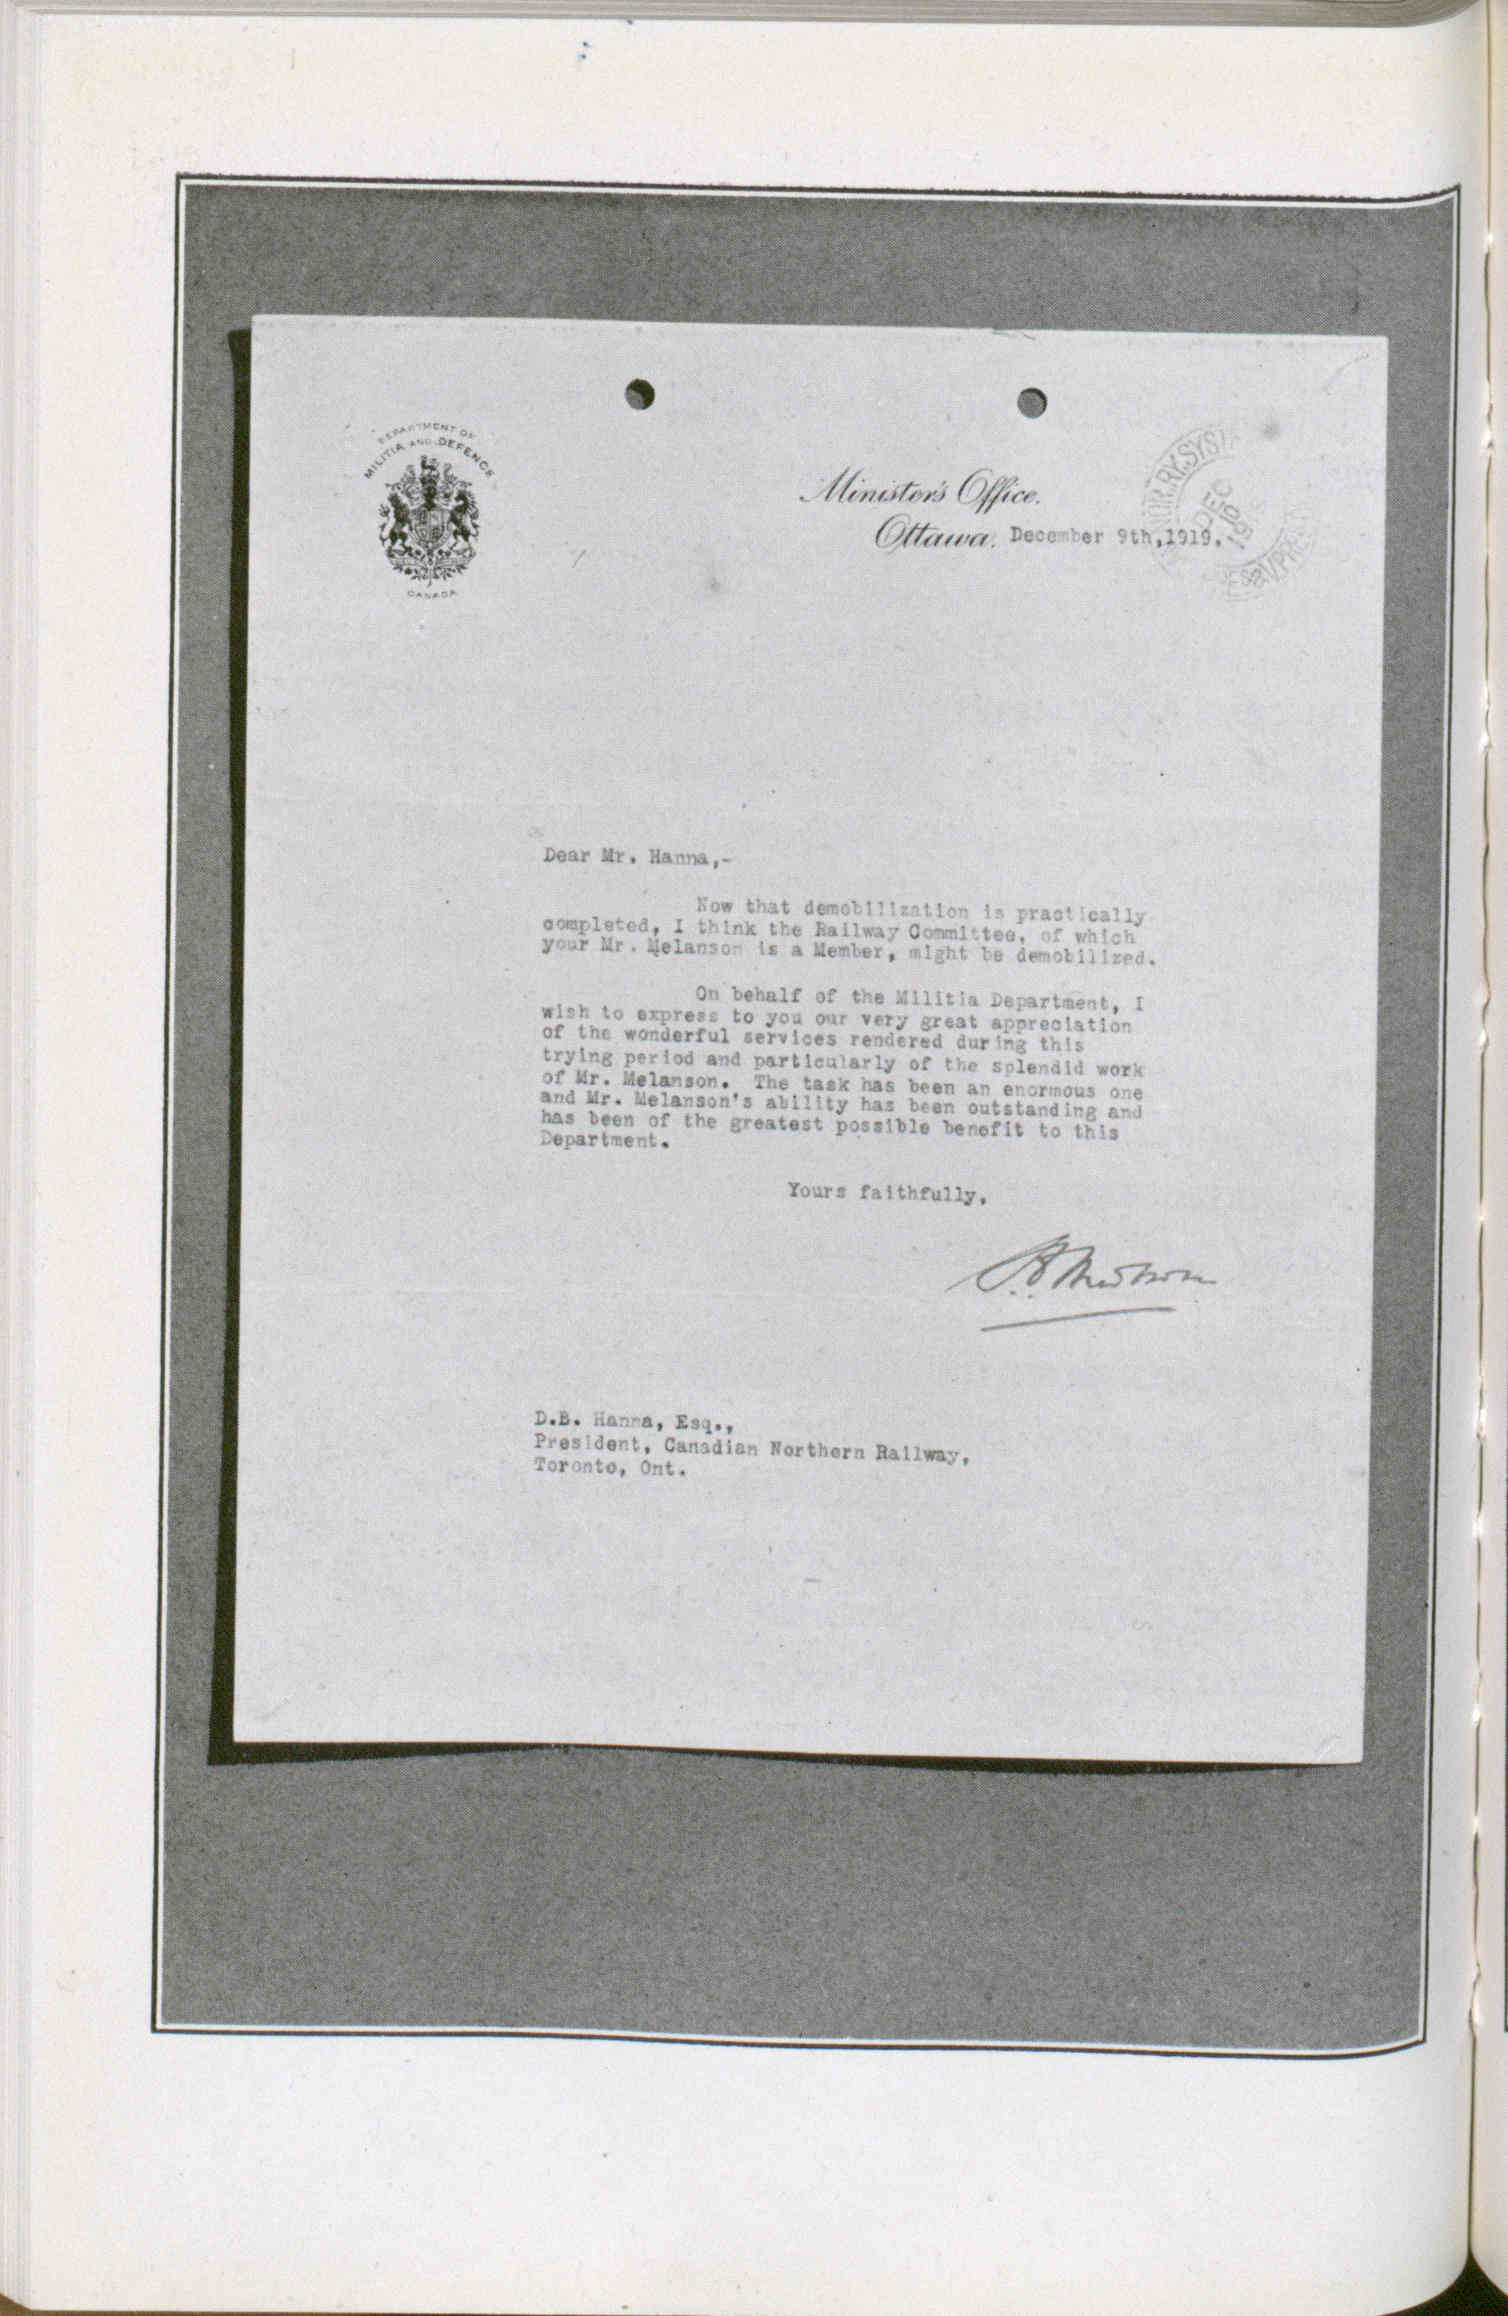 DEPARTMENT OF
MILITIA AND DEFENCE
CANADA
Minister's Office.
Ottawa. December 9th,1919.
RY. SYST
DEC
10
Dear Mr. Hanna,-
Now that demobilization is practically
completed, I think the Railway Committee, of which
your Mr. Melanson is a Member, might be demobilized.
On behalf of the Militia Department, I
wish to express to you our very great appreciation
of the wonderful services rendered during this
trying period and particularly of the splendid work
of Mr. Melanson. The task has been an enormous one
and Mr. Melanson's ability has been outstanding and
has been of the greatest possible benefit to this
Department.
Yours faithfully,
D.B. Hanna, Esq.,
President, Canadian Northern Railway,
Toronto, Ont.